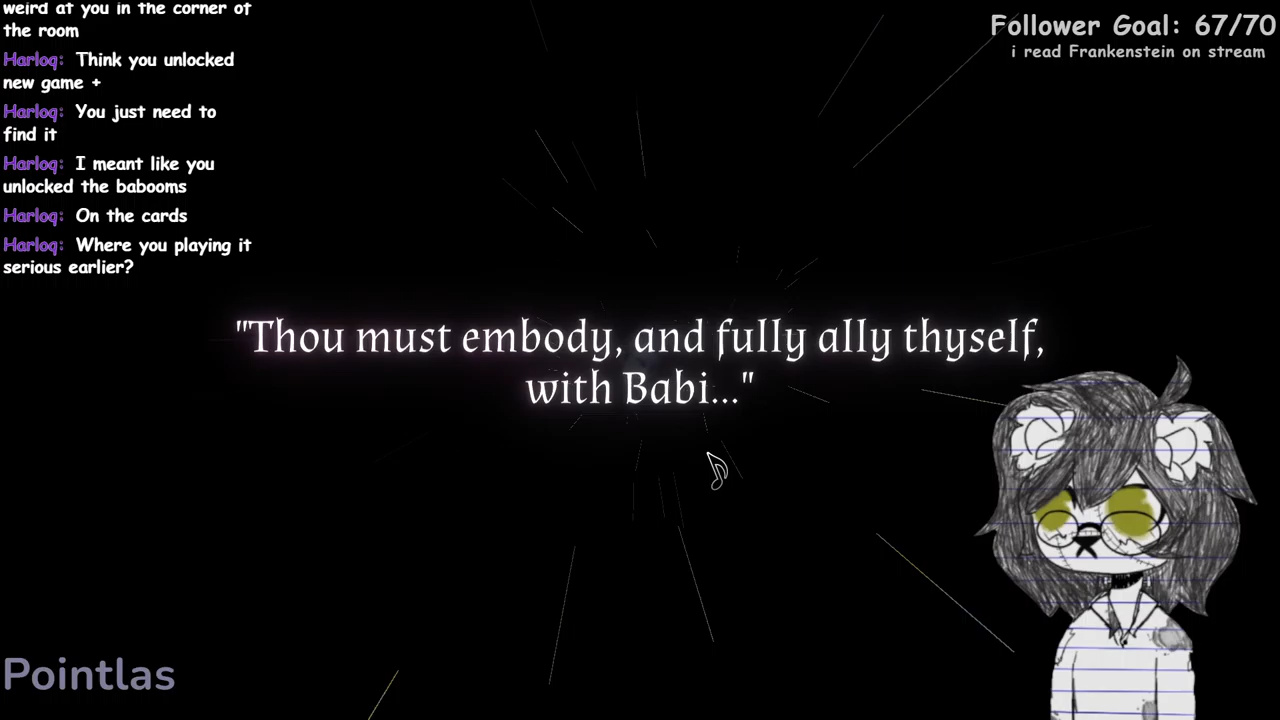 weird at you in the corner of
the room
Harloq: Think you unlocked
new game +
Harloq: You just need to
find it
Harloq: I meant like you
unlocked the babooms
Harloq: On the cards
Harloq: Where you playing it
serious earlier?
Follower Goal: 67/70
i read Frankenstein on stream
"Thou must embody, and fully ally thyself,
with Babi..."
Pointlas